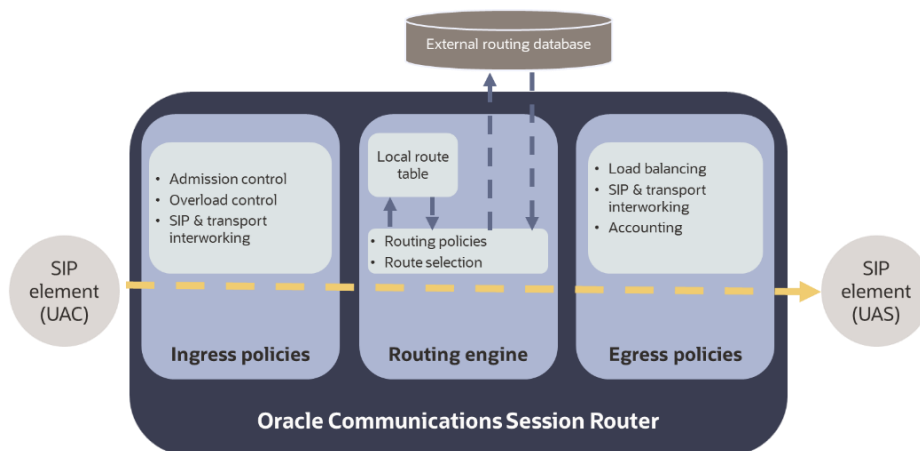 External routing database
• Admission control
• Overload control
• SIP & transport
interworking
Local route
table
• Routing policies
• Route selection
• Load balancing
• SIP & transport
interworking
• Accounting
SIP
element
(UAC)
SIP
element
(UAS)
Ingress policies
Routing engine
Egress policies
Oracle Communications Session Router